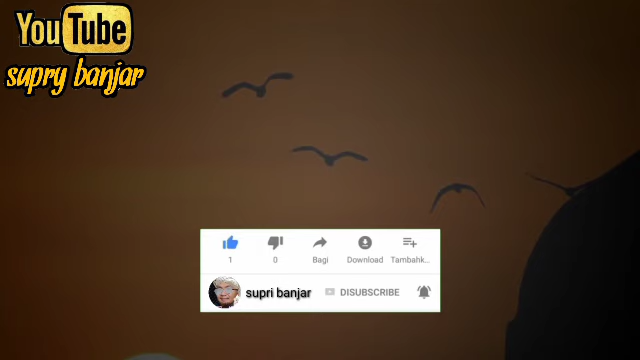 YouTube
supry banjar
1
0
Bagi
Download
Tambahk...
supri banjar
DISUBSCRIBE